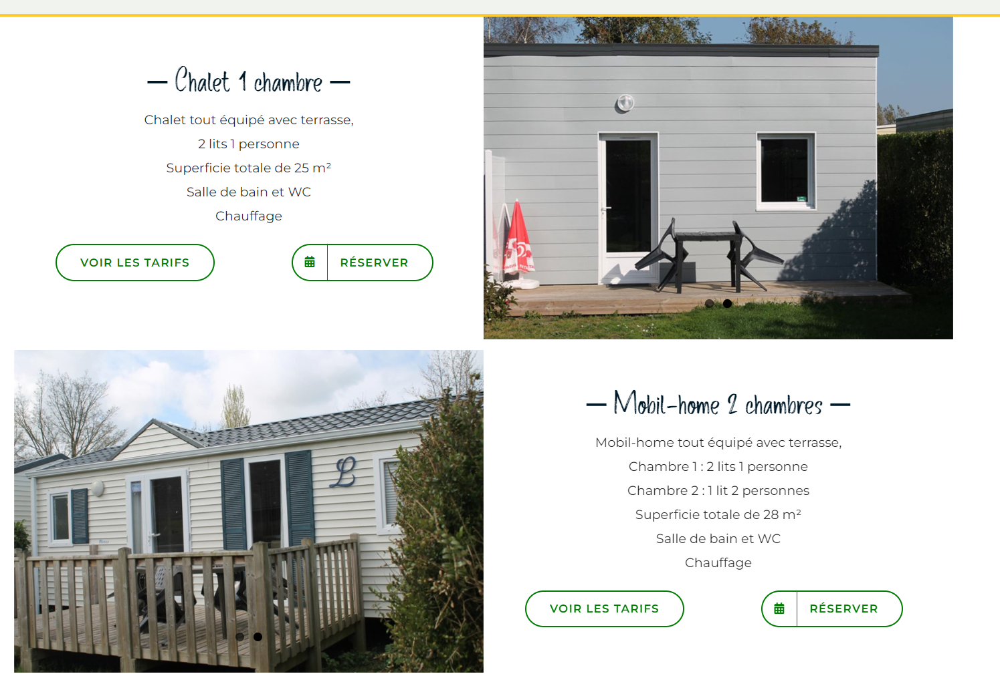 Chalet 1 chambre
Chalet tout équipé avec terrasse,
2 lits 1 personne
Superficie totale de 25 m²
Salle de bain et WC
Chauffage
VOIR LES TARIFS
RÉSERVER
L
Mobil-home 2 chambres
Mobil-home tout équipé avec terrasse,
Chambre 1 : 2 lits 1 personne
Chambre 2 : 1 lit 2 personnes
Superficie totale de 28 m²
Salle de bain et WC
Chauffage
VOIR LES TARIFS
RÉSERVER